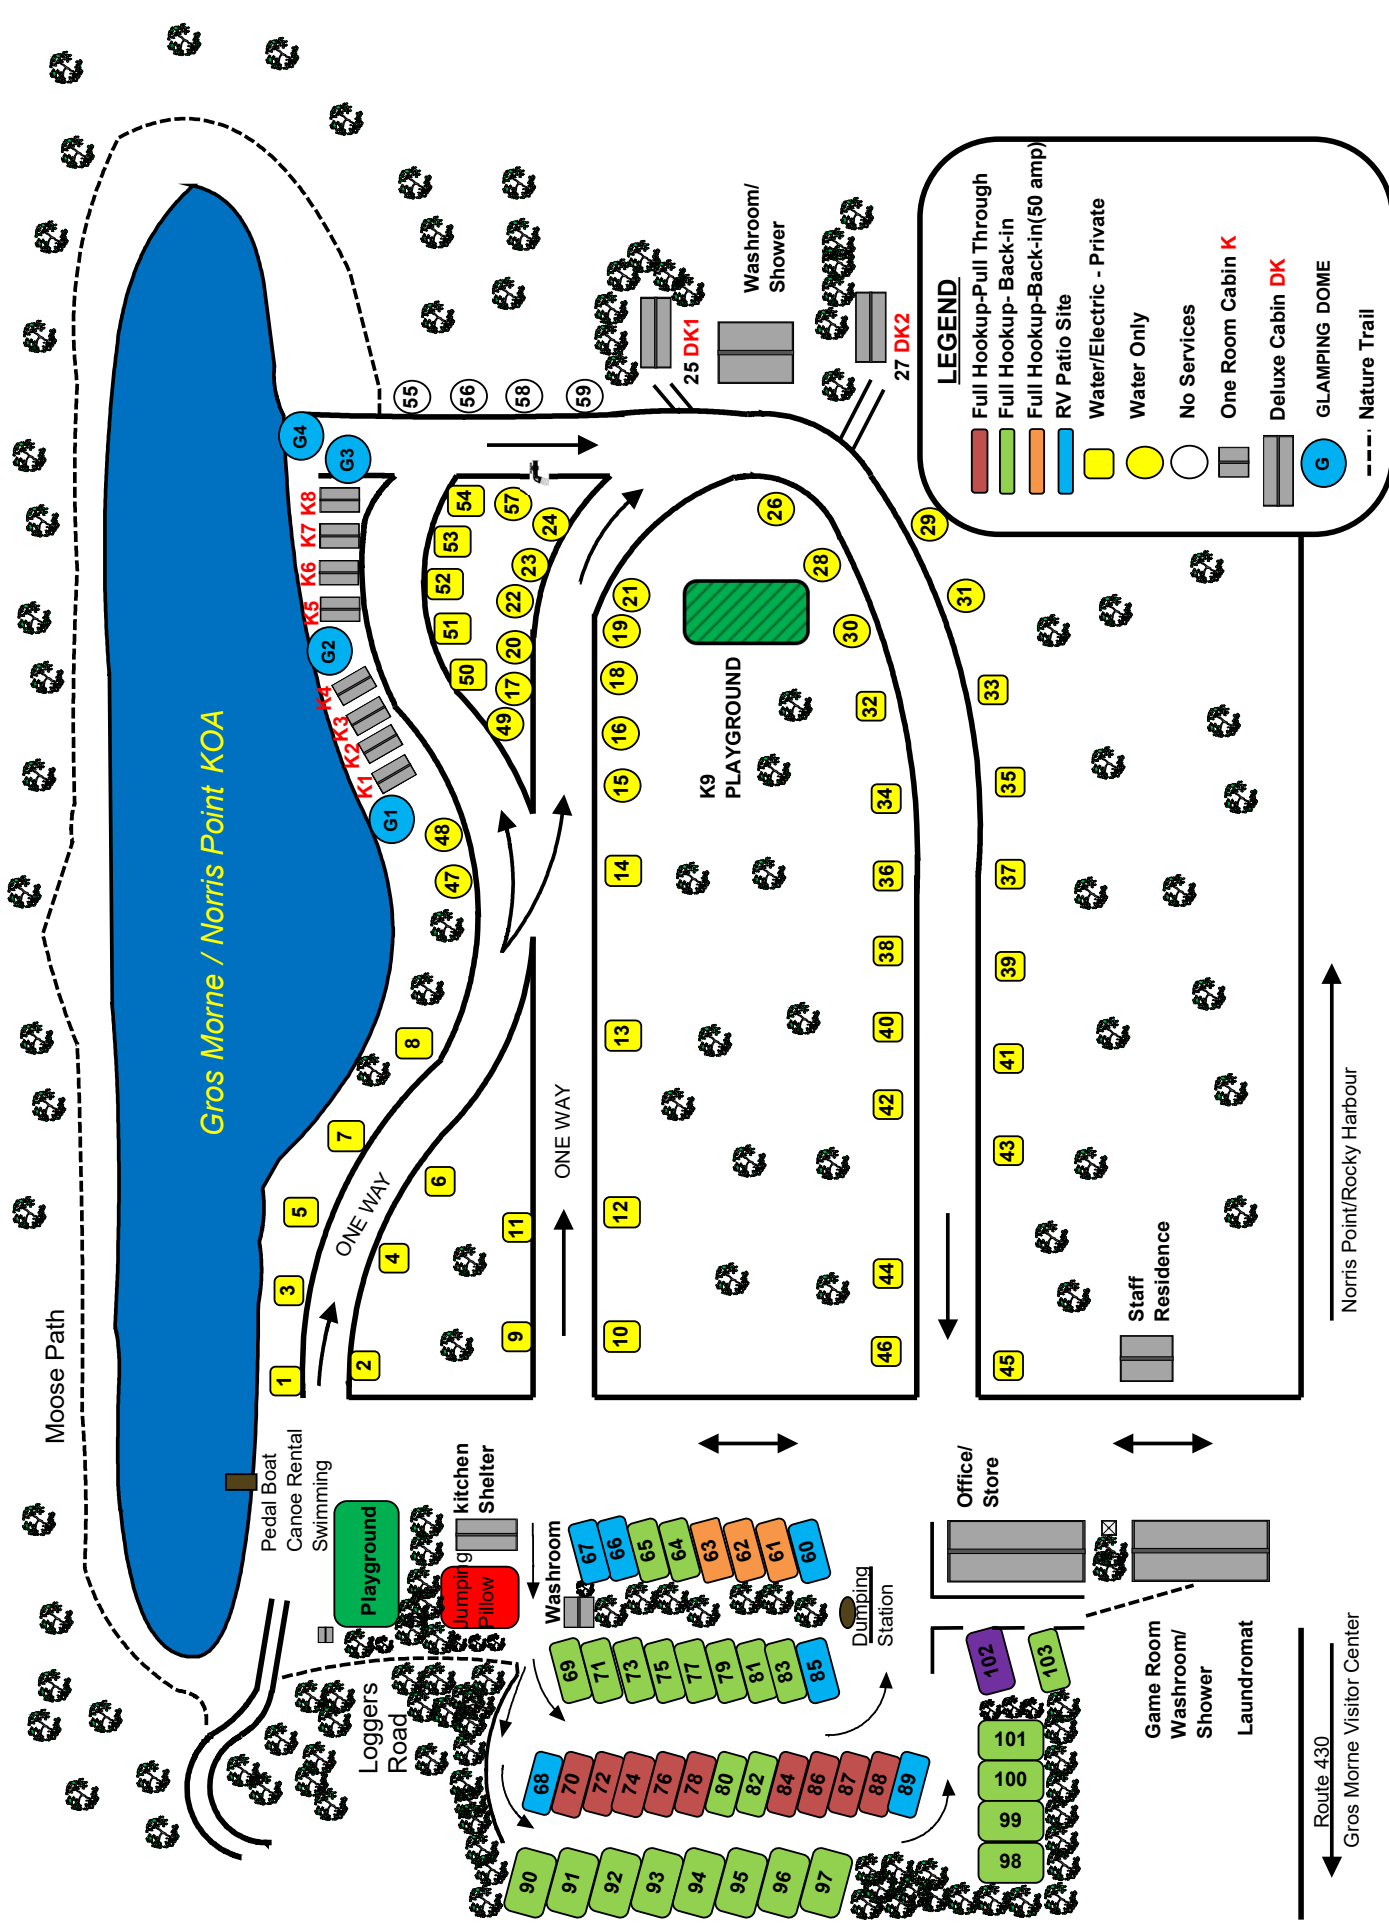 Moose Path
Gros Morne / Norris Point KOA
Pedal Boat
Canoe Rental
Swimming
Playground
Jumping
Pillow
kitchen
Shelter
Washroom
Loggers
Road
ONE WAY
ONE WAY
1
2
3
4
5
6
7
8
9
10
11
12
13
14
15
16
17
18
19
20
21
22
23
24
25 DK1
26
27 DK2
28
29
30
31
32
33
34
35
36
37
38
39
40
41
42
43
44
45
46
47
48
49
50
51
52
53
54
55
56
57
58
59
G1
K1
K2
K3
K4
G2
K5
K6
K7
K8
G3
G4
K9
PLAYGROUND
Washroom/
Shower
67
66
65
64
63
62
61
60
69
71
73
75
77
79
81
83
85
68
70
72
74
76
78
80
82
84
86
87
88
89
90
91
92
93
94
95
96
97
98
99
100
101
102
103
Dumping
Station
Office/
Store
Staff
Residence
Game Room
Washroom/
Shower
Laundromat
Route 430
Gros Morne Visitor Center
Norris Point/Rocky Harbour
LEGEND
Full Hookup-Pull Through
Full Hookup- Back-in
Full Hookup-Back-in(50 amp)
RV Patio Site
Water/Electric - Private
Water Only
No Services
One Room Cabin K
Deluxe Cabin DK
G GLAMPING DOME
Nature Trail